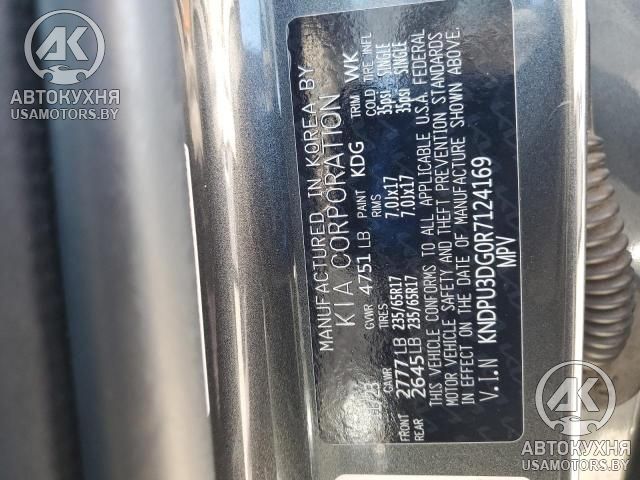 MANUFACTURED IN KOREA BY
KIA CORPORATION
GVWR 4751 LB PAINT KDG TRIM WK
GAWR TIRES RIMS COLD TIRE INFL
FRONT 2777 LB 235/65R17 7.0Jx17 35psi SINGLE
REAR 2645 LB 235/65R17 7.0Jx17 35psi SINGLE
THIS VEHICLE CONFORMS TO ALL APPLICABLE U.S.A. FEDERAL
MOTOR VEHICLE SAFETY AND THEFT PREVENTION STANDARDS
IN EFFECT ON THE DATE OF MANUFACTURE SHOWN ABOVE.
V.I.N KNDPU3DG0R7124169
MPV
АК
АВТОКУХНЯ
USAMOTORS.BY
АК
АВТОКУХНЯ
USAMOTORS.BY